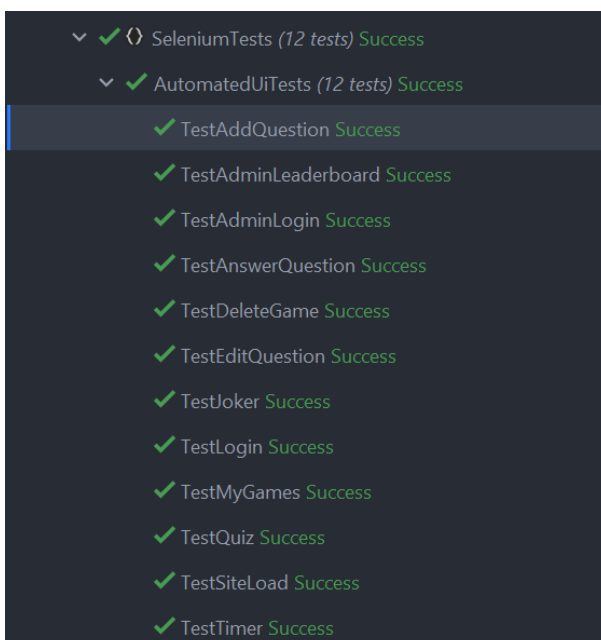 {} SeleniumTests (12 tests) Success
AutomatedUiTests (12 tests) Success
TestAddQuestion Success
TestAdminLeaderboard Success
TestAdminLogin Success
TestAnswerQuestion Success
TestDeleteGame Success
TestEditQuestion Success
TestJoker Success
TestLogin Success
TestMyGames Success
TestQuiz Success
TestSiteLoad Success
TestTimer Success